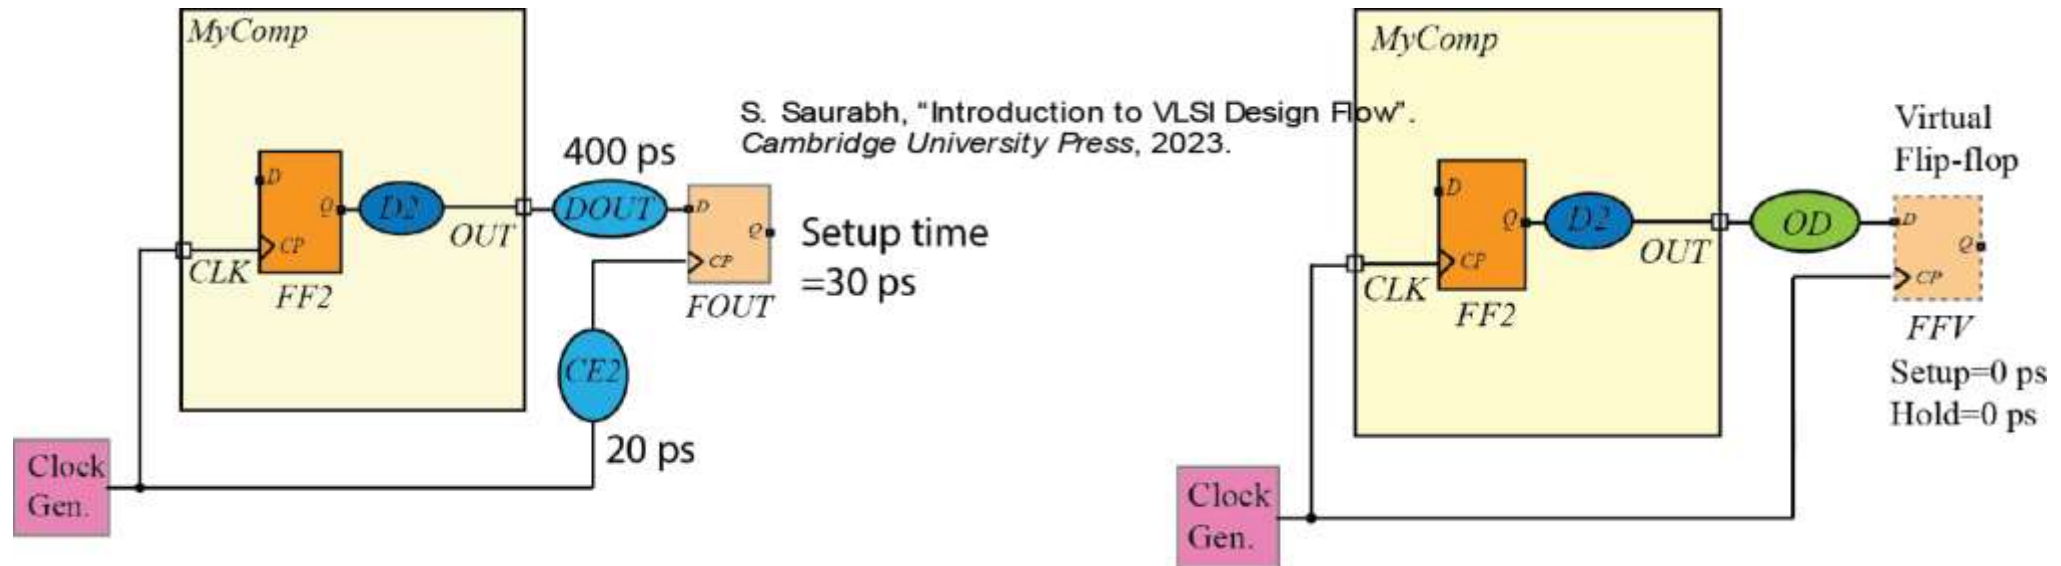 MyComp
D
Q
CP
FF2
D2
OUT
CLK
400 ps
DOUT
D
Q
CP
FOUT
Setup time
=30 ps
CE2
20 ps
Clock
Gen.
S. Saurabh, “Introduction to VLSI Design Flow”.
Cambridge University Press, 2023.
MyComp
D
Q
CP
FF2
D2
OUT
CLK
OD
Virtual
Flip-flop
D
Q
CP
FFV
Setup=0 ps
Hold=0 ps
Clock
Gen.